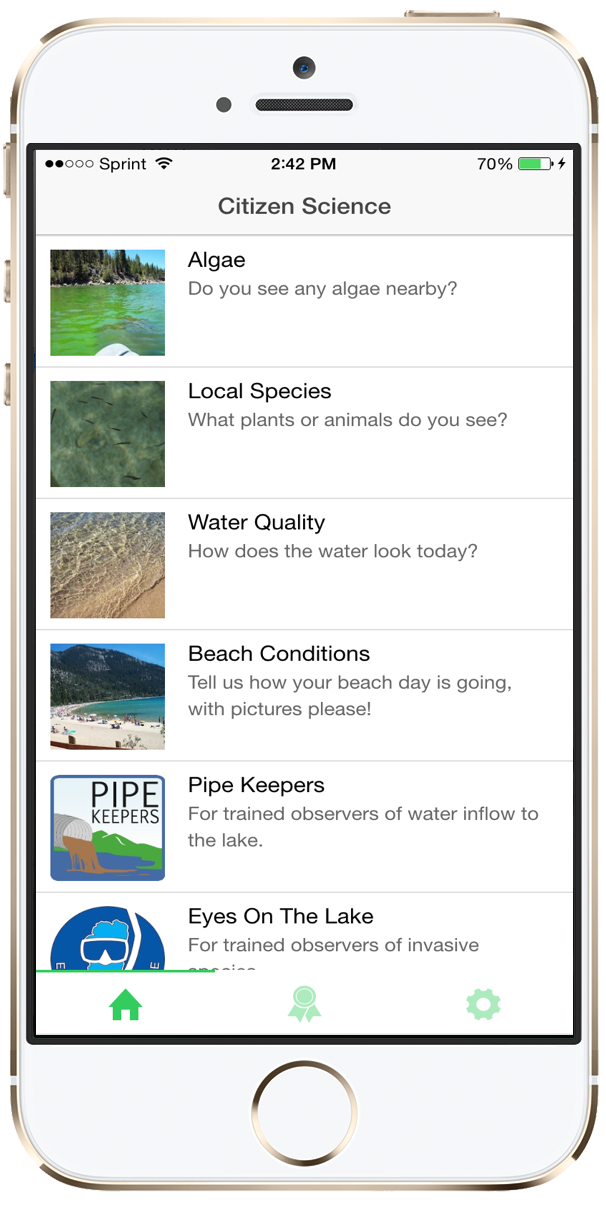 Sprint 2:42 PM 70%
Citizen Science
Algae
Do you see any algae nearby?
Local Species
What plants or animals do you see?
Water Quality
How does the water look today?
Beach Conditions
Tell us how your beach day is going,
with pictures please!
PIPE
KEEPERS
Pipe Keepers
For trained observers of water inflow to
the lake.
Eyes On The Lake
For trained observers of invasive
species.
E E